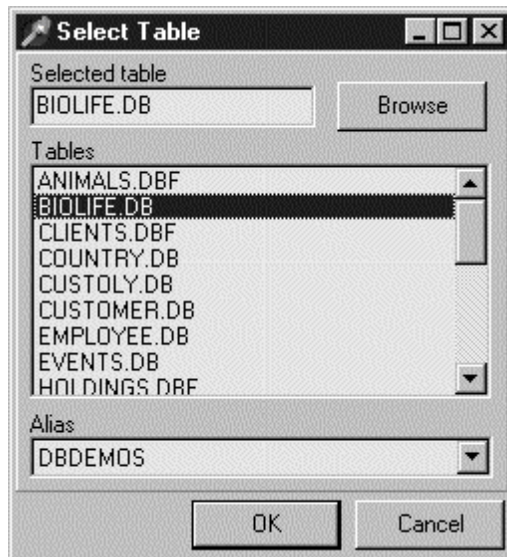 Select Table
Selected table
BIOLIFE.DB
Browse
Tables
ANIMALS.DBF
BIOLIFE.DB
CLIENTS.DBF
COUNTRY.DB
CUSTOLY.DB
CUSTOMER.DB
EMPLOYEE.DB
EVENTS.DB
HOLDINGS.DBF
Alias
DBDEMOS
OK
Cancel